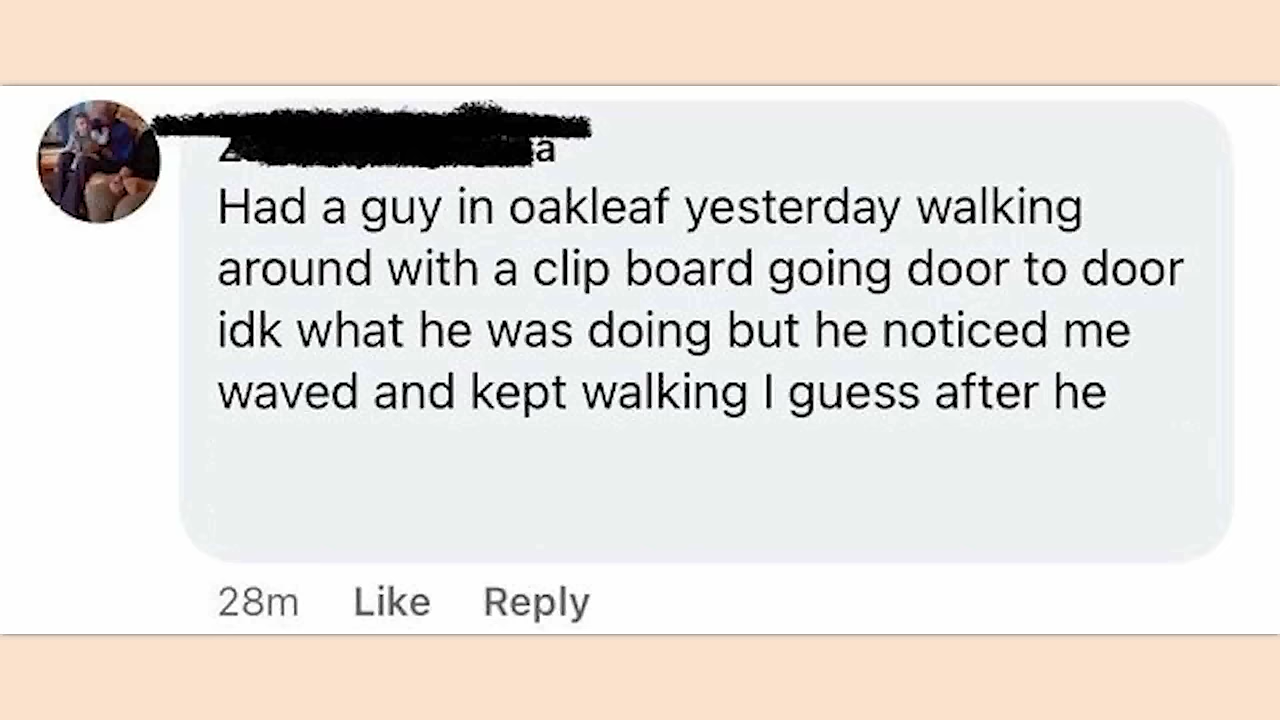 Had a guy in oakleaf yesterday walking
around with a clip board going door to door
idk what he was doing but he noticed me
waved and kept walking I guess after he
28m Like Reply